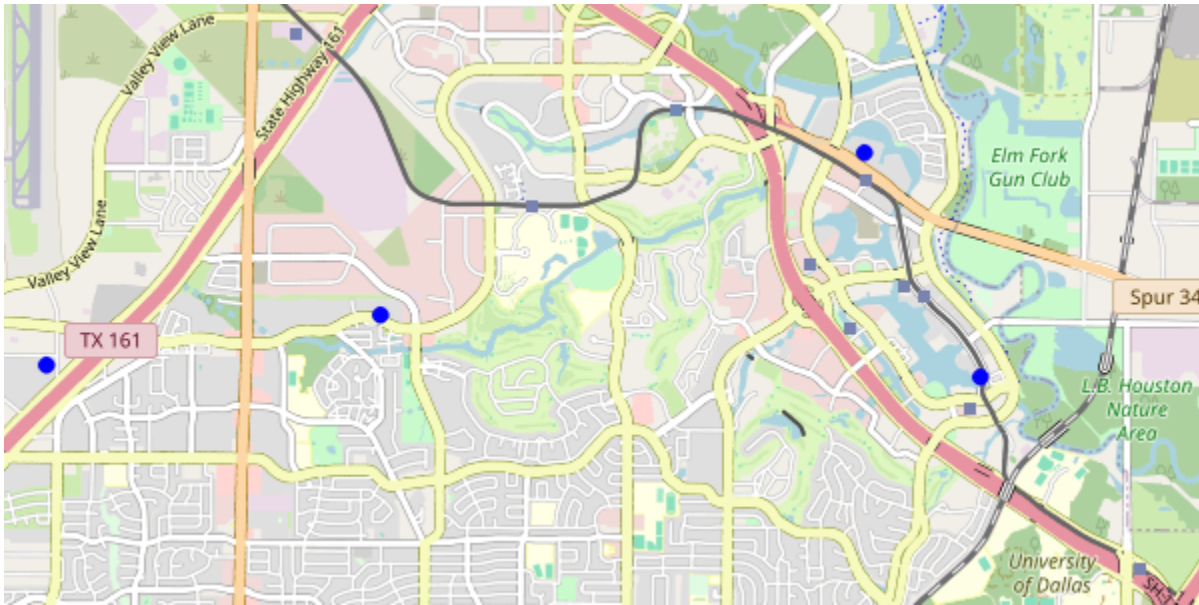 Valley View Lane
State Highway 161
Elm Fork
Gun Club
Valley View Lane
Spur 34
TX 161
L.B. Houston
Nature
Area
University
of Dallas